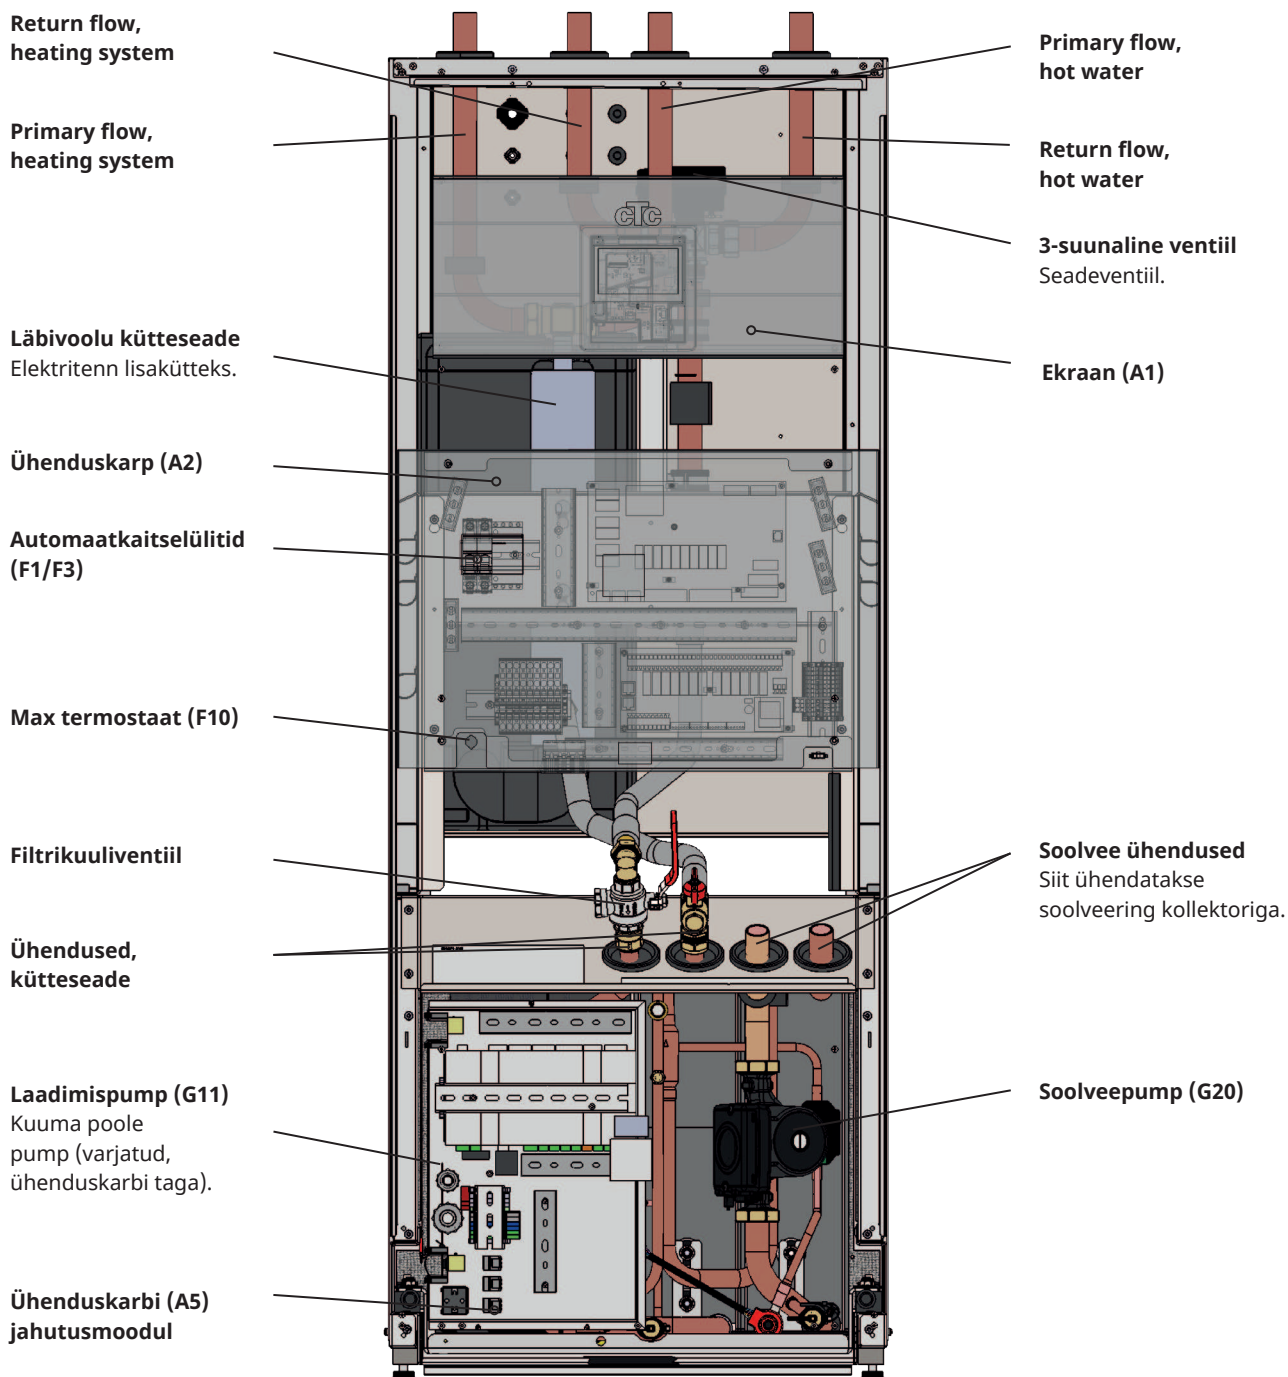 Return flow,
heating system
Primary flow,
heating system
Läbivoolu kütteseade
Elektritenn lisakütteks.
Ühenduskarp (A2)
Automaatkaitselülitid
(F1/F3)
Max termostaat (F10)
Filtrikuuliventiil
Ühendused,
kütteseade
Laadimispump (G11)
Kuuma poole
pump (varjatud,
ühenduskarbi taga).
Ühenduskarbi (A5)
jahutusmoodul
cTc
Primary flow,
hot water
Return flow,
hot water
3-suunaline ventiil
Seadeventiil.
Ekraan (A1)
Soolvee ühendused
Siit ühendatakse
soolveering kollektoriga.
Soolveepump (G20)